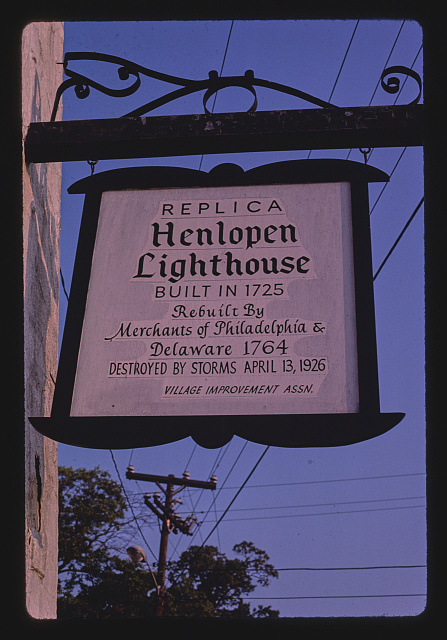 REPLICA
Henlopen
Lighthouse
BUILT IN 1725
Rebuilt By
Merchants of Philadelphia &
Delaware 1764
DESTROYED BY STORMS APRIL 13, 1926
VILLAGE IMPROVEMENT ASSN.